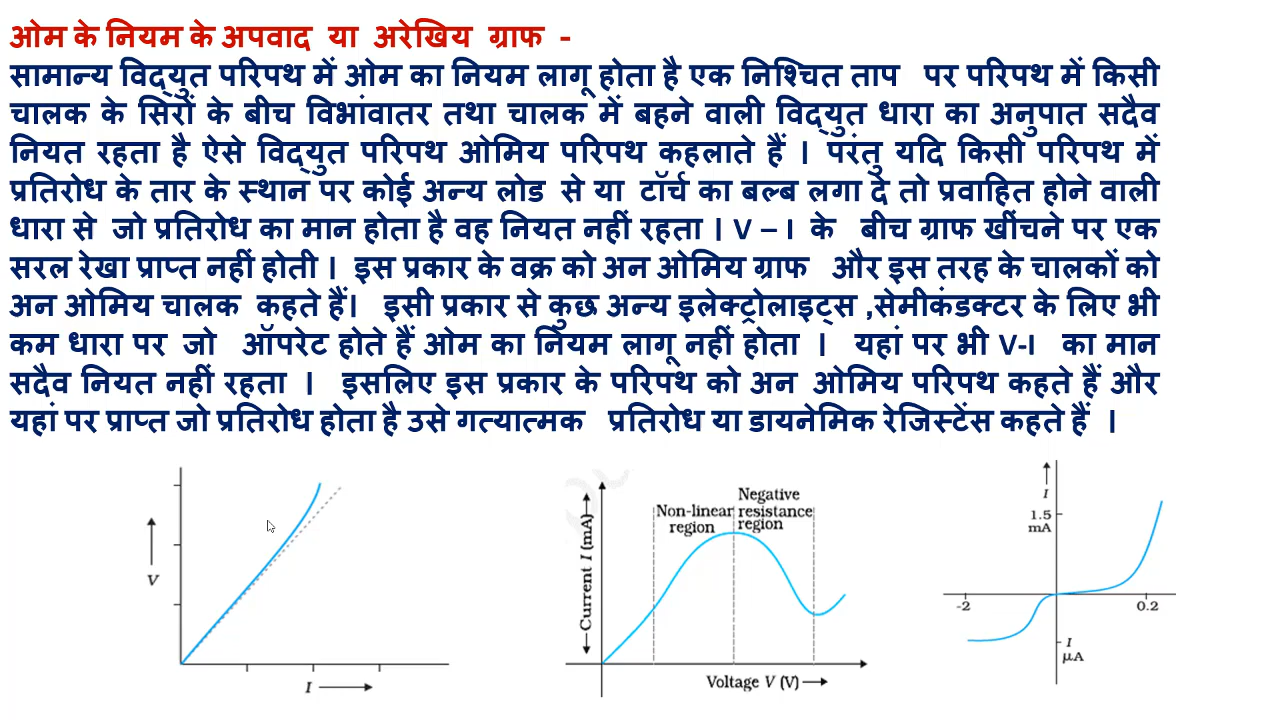 ओम के नियम के अपवाद या अरेखिय ग्राफ -
सामान्य विद्युत परिपथ में ओम का नियम लागू होता है एक निश्चित ताप पर परिपथ में किसी
चालक के सिरों के बीच विभांवातर तथा चालक में बहने वाली विद्युत धारा का अनुपात सदैव
नियत रहता है ऐसे विद्युत परिपथ ओमिय परिपथ कहलाते हैं । परंतु यदि किसी परिपथ में
प्रतिरोध के तार के स्थान पर कोई अन्य लोड से या टॉर्च का बल्ब लगा दे तो प्रवाहित होने वाली
धारा से जो प्रतिरोध का मान होता है वह नियत नहीं रहता । V – I के बीच ग्राफ खींचने पर एक
सरल रेखा प्राप्त नहीं होती । इस प्रकार के वक्र को अन ओमिय ग्राफ और इस तरह के चालकों को
अन ओमिय चालक कहते हैं। इसी प्रकार से कुछ अन्य इलेक्ट्रोलाइट्स ,सेमीकंडक्टर के लिए भी
कम धारा पर जो ऑपरेट होते हैं ओम का नियम लागू नहीं होता । यहां पर भी V-I का मान
सदैव नियत नहीं रहता । इसलिए इस प्रकार के परिपथ को अन ओमिय परिपथ कहते हैं और
यहां पर प्राप्त जो प्रतिरोध होता है उसे गत्यात्मक प्रतिरोध या डायनेमिक रेजिस्टेंस कहते हैं ।
V
I
Current I (mA)
Non-linear
region
Negative
resistance
region
Voltage V (V)
I
1.5
mA
-2
0.2
I
μA